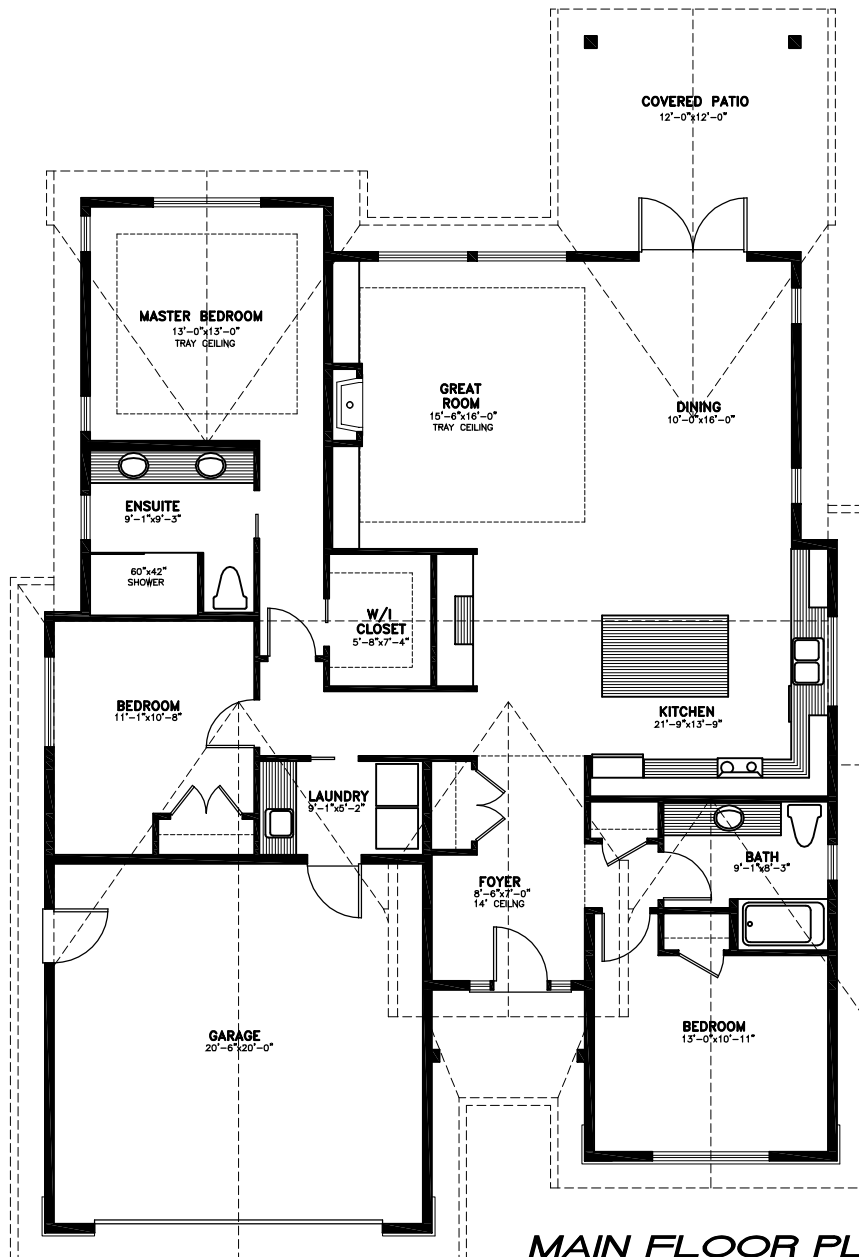 COVERED PATIO
12'-0"x12'-0"
MASTER BEDROOM
13'-0"x13'-0"
TRAY CEILING
GREAT
ROOM
15'-6"x16'-0"
TRAY CEILING
DINING
10'-0"x16'-0"
ENSUITE
9'-1"x9'-3"
60"x42"
SHOWER
W/I
CLOSET
5'-8"x7'-4"
BEDROOM
11'-1"x10'-8"
KITCHEN
21'-9"x13'-9"
LAUNDRY
9'-1"x5'-2"
BATH
9'-1"x8'-3"
FOYER
8'-6"x7'-0"
14' CEILNG
GARAGE
20'-6"x20'-0"
BEDROOM
13'-0"x10'-11"
MAIN FLOOR PL